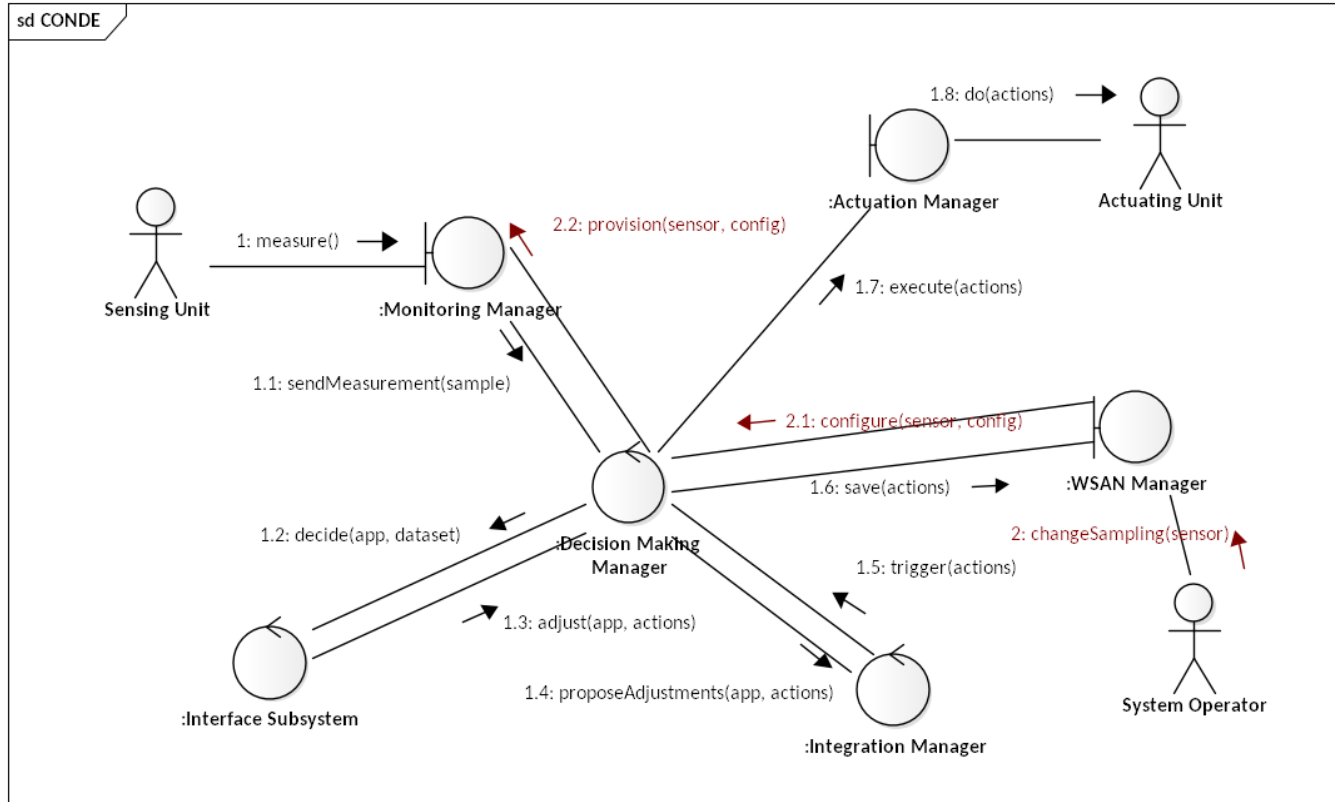 sd CONDE
1.8: do(actions)
:Actuation Manager
Actuating Unit
1: measure()
2.2: provision(sensor, config)
Sensing Unit
:Monitoring Manager
1.7: execute(actions)
1.1: sendMeasurement(sample)
2.1: configure(sensor, config)
1.6: save(actions)
:WSAN Manager
1.2: decide(app, dataset)
:Decision Making
Manager
2: changeSampling(sensor)
1.5: trigger(actions)
1.3: adjust(app, actions)
1.4: proposeAdjustments(app, actions)
:Interface Subsystem
:Integration Manager
System Operator